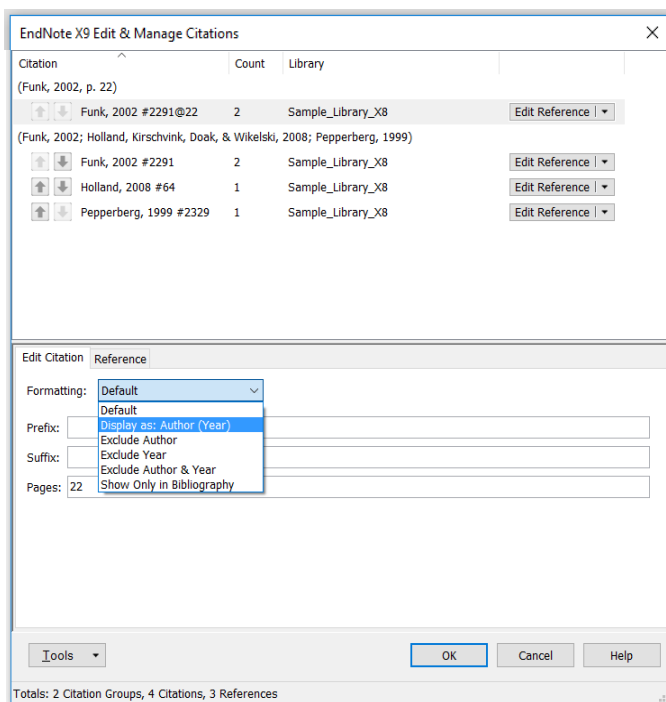 EndNote X9 Edit & Manage Citations
Citation Count Library
(Funk, 2002, p. 22)
Funk, 2002 #2291@22 2 Sample_Library_X8 Edit Reference
(Funk, 2002; Holland, Kirschvink, Doak, & Wikelski, 2008; Pepperberg, 1999)
Funk, 2002 #2291 2 Sample_Library_X8 Edit Reference
Holland, 2008 #64 1 Sample_Library_X8 Edit Reference
Pepperberg, 1999 #2329 1 Sample_Library_X8 Edit Reference
Edit Citation Reference
Formatting: Default
Default
Prefix: Display as: Author (Year)
Exclude Author
Suffix: Exclude Year
Exclude Author & Year
Pages: 22 Show Only in Bibliography
Tools OK Cancel Help
Totals: 2 Citation Groups, 4 Citations, 3 References